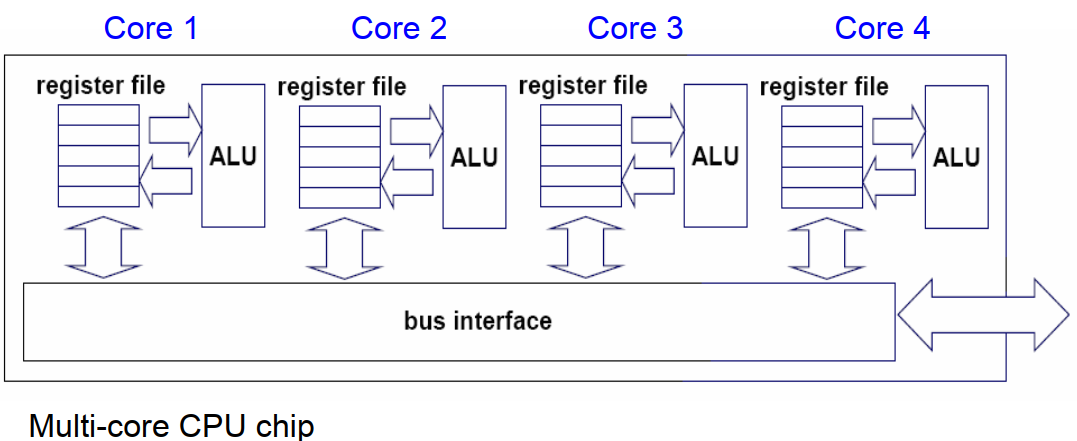 Core 1
Core 2
Core 3
Core 4
register file
register file
register file
register file
ALU
ALU
ALU
ALU
bus interface
Multi-core CPU chip